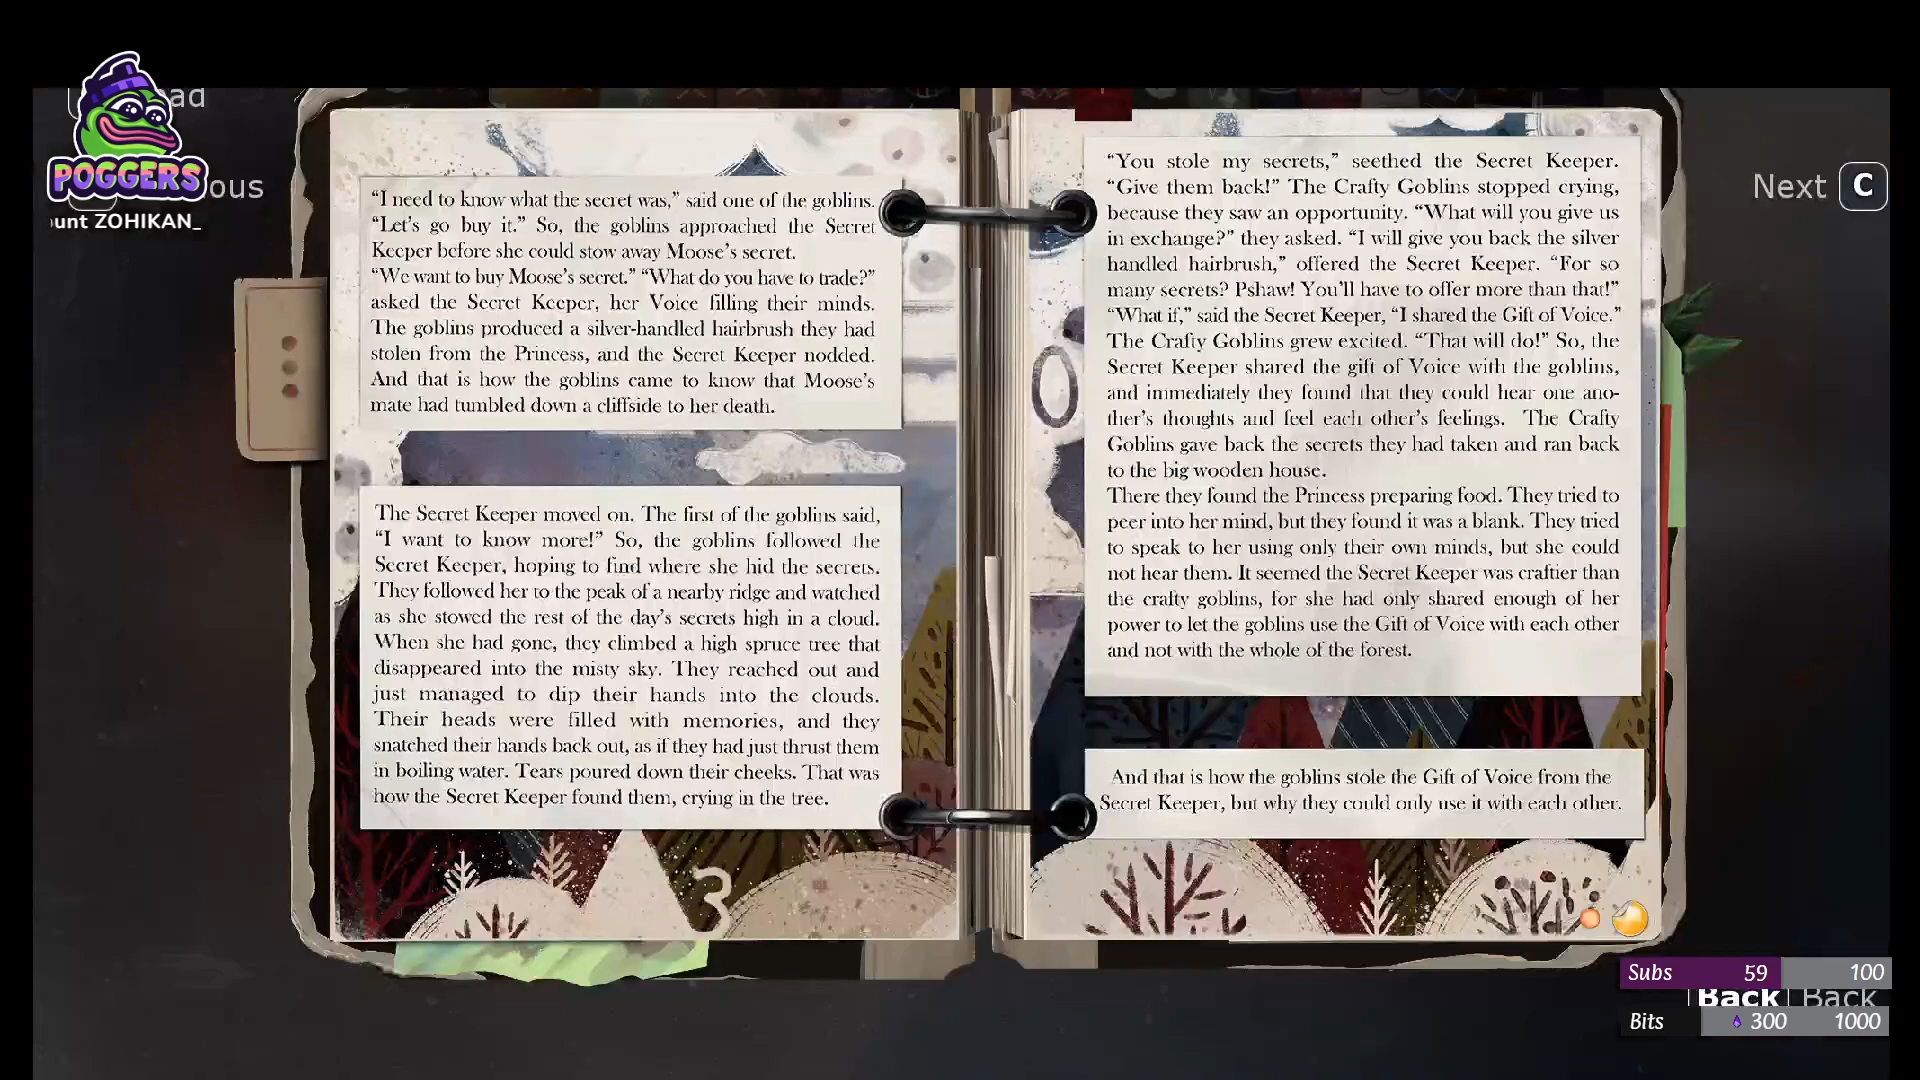 ad
POGGERS
ous
unt ZOHIKAN_
Next C
“I need to know what the secret was,” said one of the goblins.
“Let’s go buy it.” So, the goblins approached the Secret
Keeper before she could stow away Moose’s secret.
“We want to buy Moose’s secret.” “What do you have to trade?”
asked the Secret Keeper, her Voice filling their minds.
The goblins produced a silver-handled hairbrush they had
stolen from the Princess, and the Secret Keeper nodded.
And that is how the goblins came to know that Moose’s
mate had tumbled down a cliffside to her death.
The Secret Keeper moved on. The first of the goblins said,
“I want to know more!” So, the goblins followed the
Secret Keeper, hoping to find where she hid the secrets.
They followed her to the peak of a nearby ridge and watched
as she stowed the rest of the day’s secrets high in a cloud.
When she had gone, they climbed a high spruce tree that
disappeared into the misty sky. They reached out and
just managed to dip their hands into the clouds.
Their heads were filled with memories, and they
snatched their hands back out, as if they had just thrust them
in boiling water. Tears poured down their cheeks. That was
how the Secret Keeper found them, crying in the tree.
3
“You stole my secrets,” seethed the Secret Keeper.
“Give them back!” The Crafty Goblins stopped crying,
because they saw an opportunity. “What will you give us
in exchange?” they asked. “I will give you back the silver
handled hairbrush,” offered the Secret Keeper. “For so
many secrets? Pshaw! You’ll have to offer more than that!”
“What if,” said the Secret Keeper, “I shared the Gift of Voice.”
The Crafty Goblins grew excited. “That will do!” So, the
Secret Keeper shared the gift of Voice with the goblins,
and immediately they found that they could hear one ano-
ther’s thoughts and feel each other’s feelings. The Crafty
Goblins gave back the secrets they had taken and ran back
to the big wooden house.
There they found the Princess preparing food. They tried to
peer into her mind, but they found it was a blank. They tried
to speak to her using only their own minds, but she could
not hear them. It seemed the Secret Keeper was craftier than
the crafty goblins, for she had only shared enough of her
power to let the goblins use the Gift of Voice with each other
and not with the whole of the forest.
And that is how the goblins stole the Gift of Voice from the
Secret Keeper, but why they could only use it with each other.
Subs 59 100
Back Back
Bits 300 1000